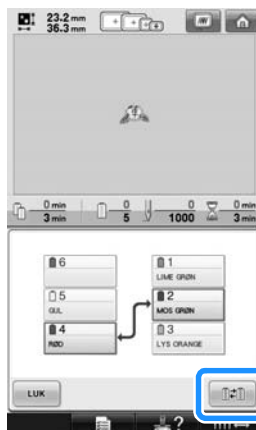 23.2 mm
36.3 mm
0 min
3 min
0
5
0
1000
0 min
3 min
6
1
LIME GRØN
5
GUL
2
MOS GRØN
4
RØD
3
LYS ORANGE
LUK
?